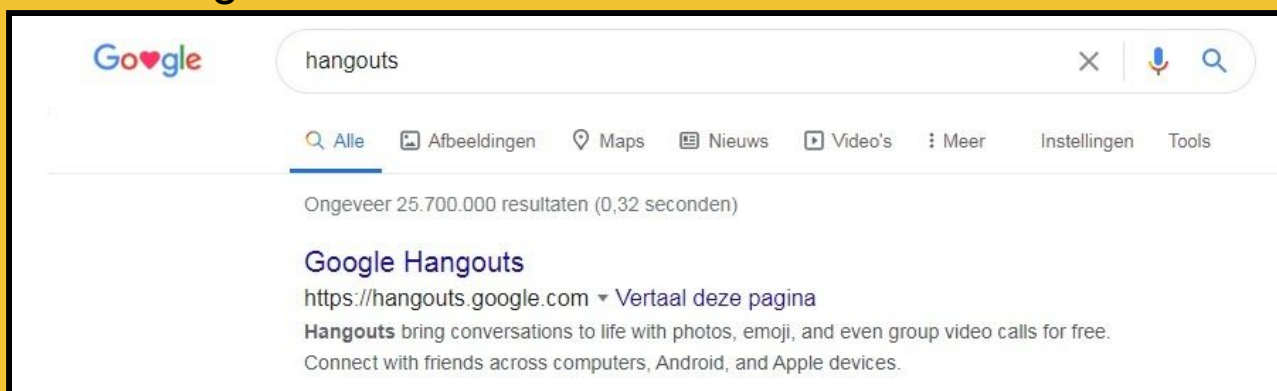 Go♥gle
hangouts
Alle Afbeeldingen Maps Nieuws Video's Meer Instellingen Tools
Ongeveer 25.700.000 resultaten (0,32 seconden)
Google Hangouts
https://hangouts.google.com ▾ Vertaal deze pagina
Hangouts bring conversations to life with photos, emoji, and even group video calls for free.
Connect with friends across computers, Android, and Apple devices.